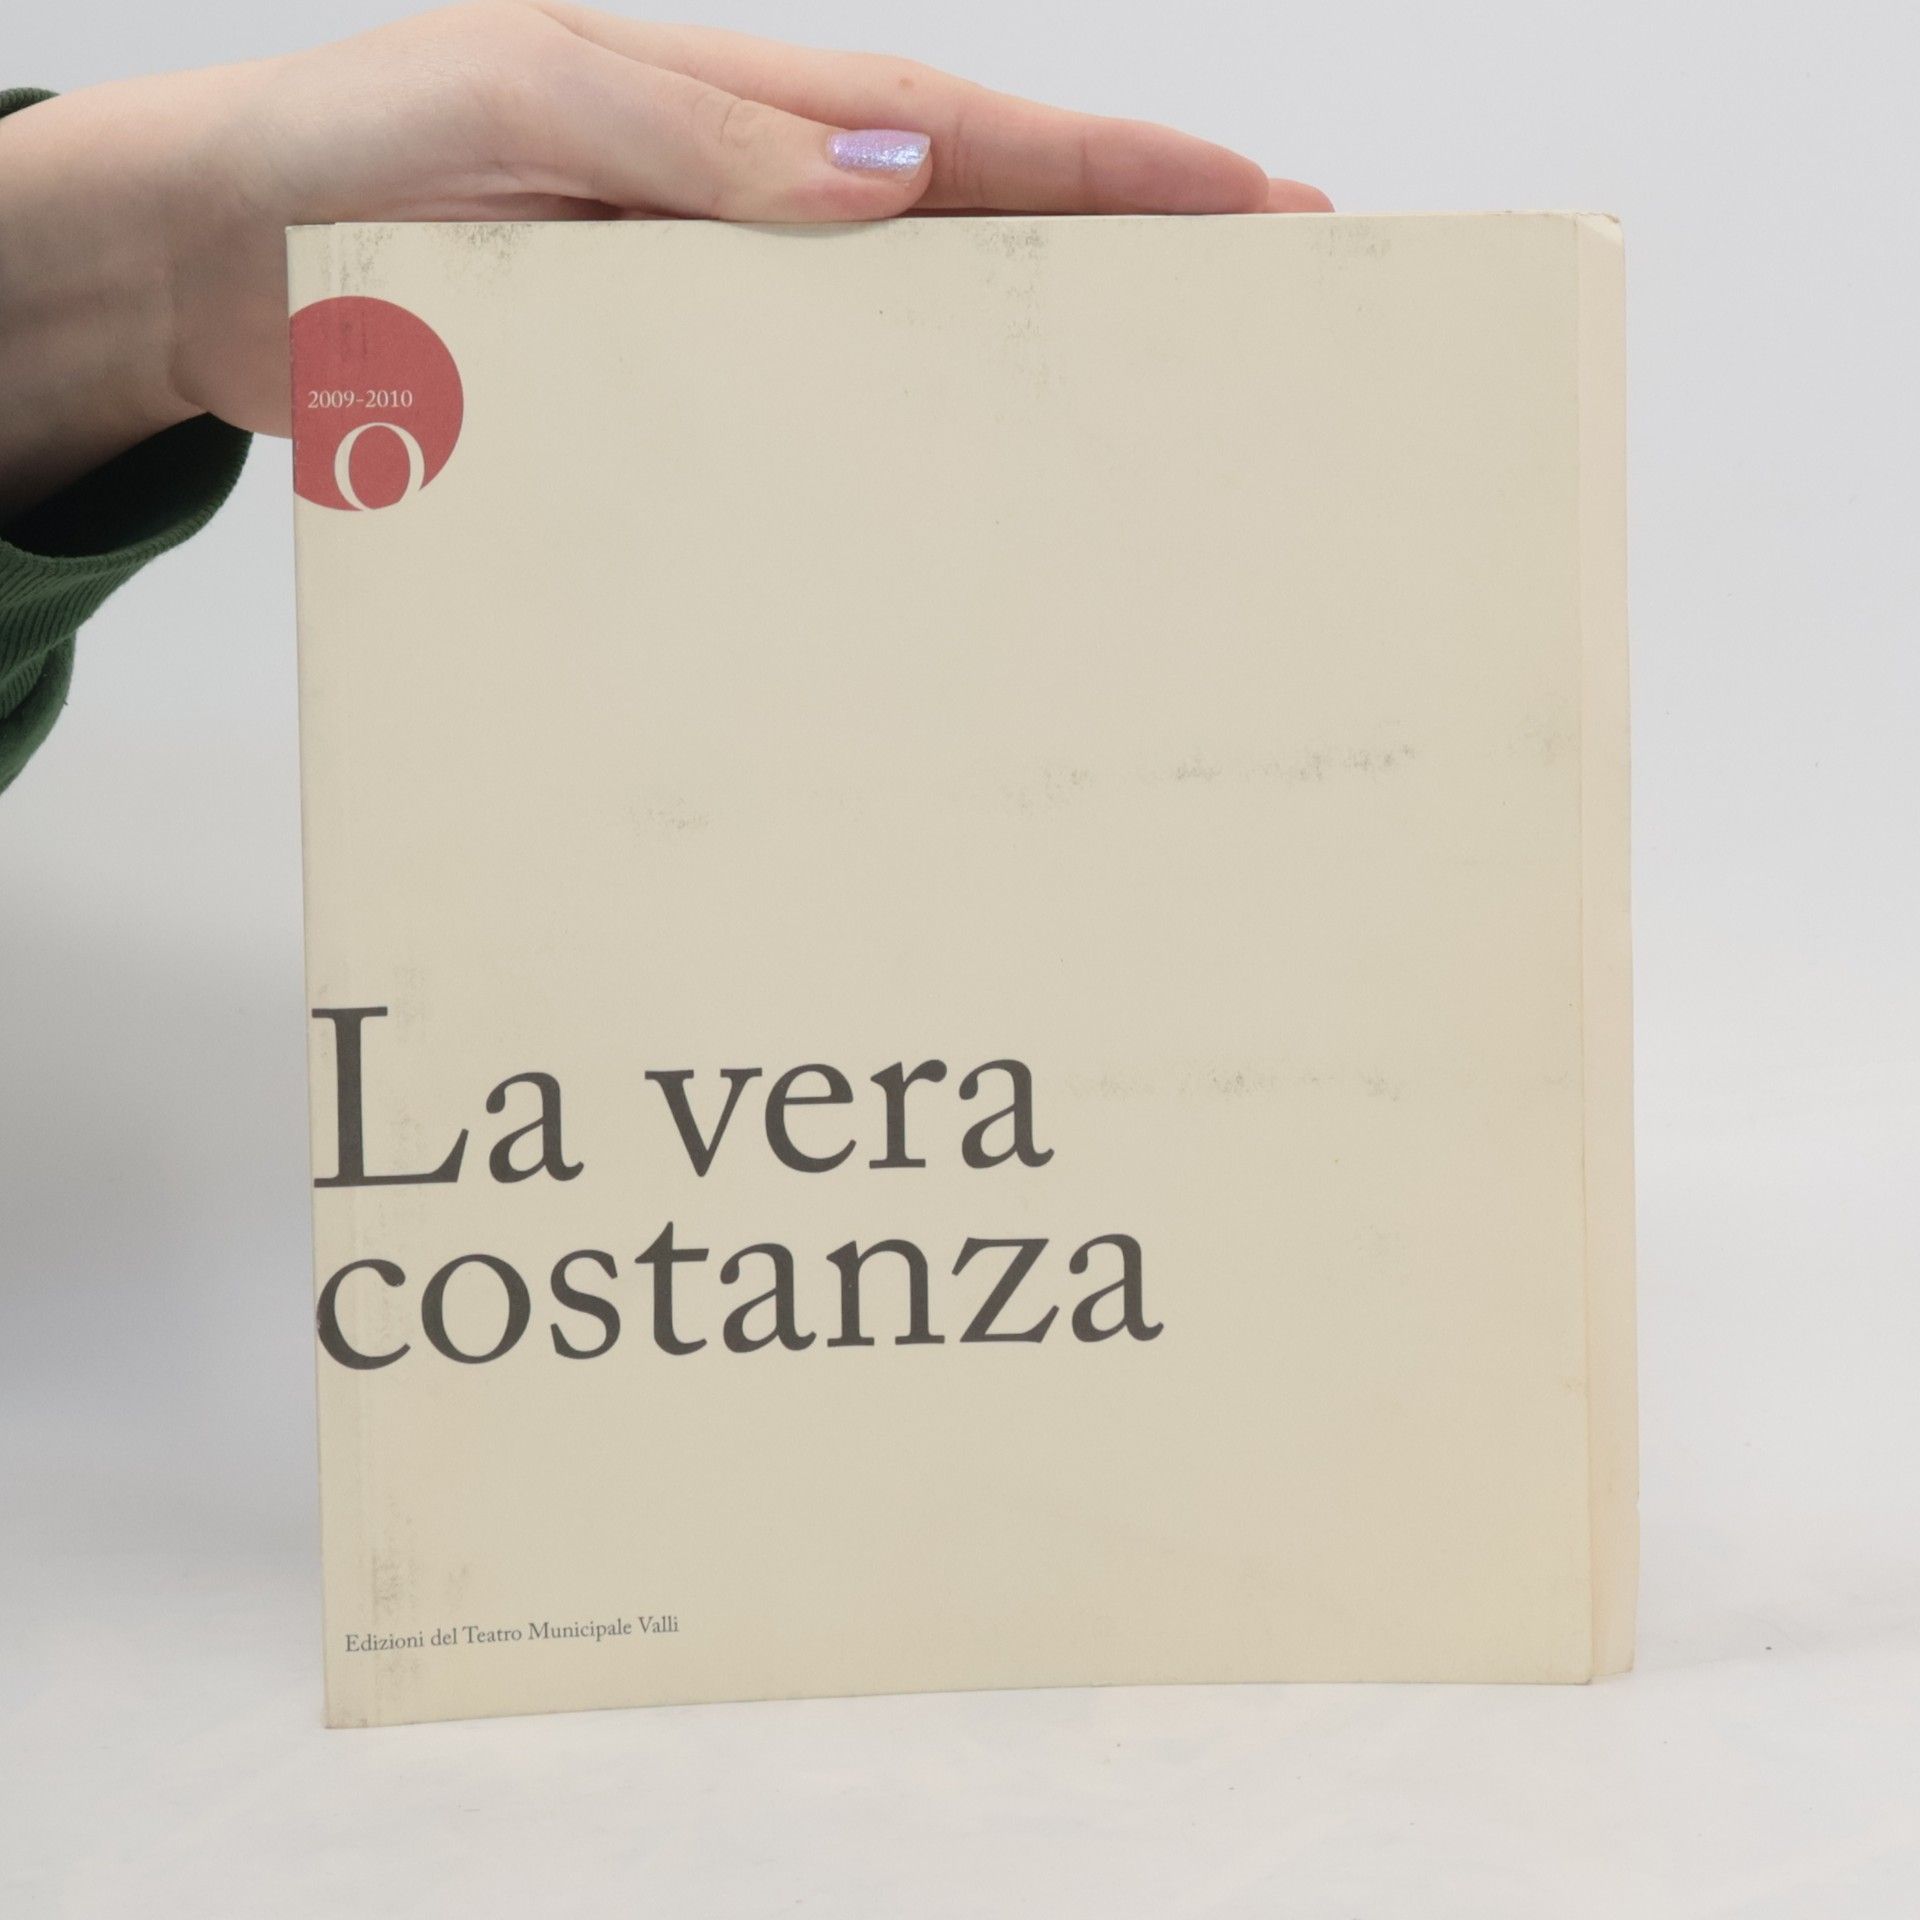 2009-2010
O
La vera
costanza
Edizioni del Teatro Municipale Valli